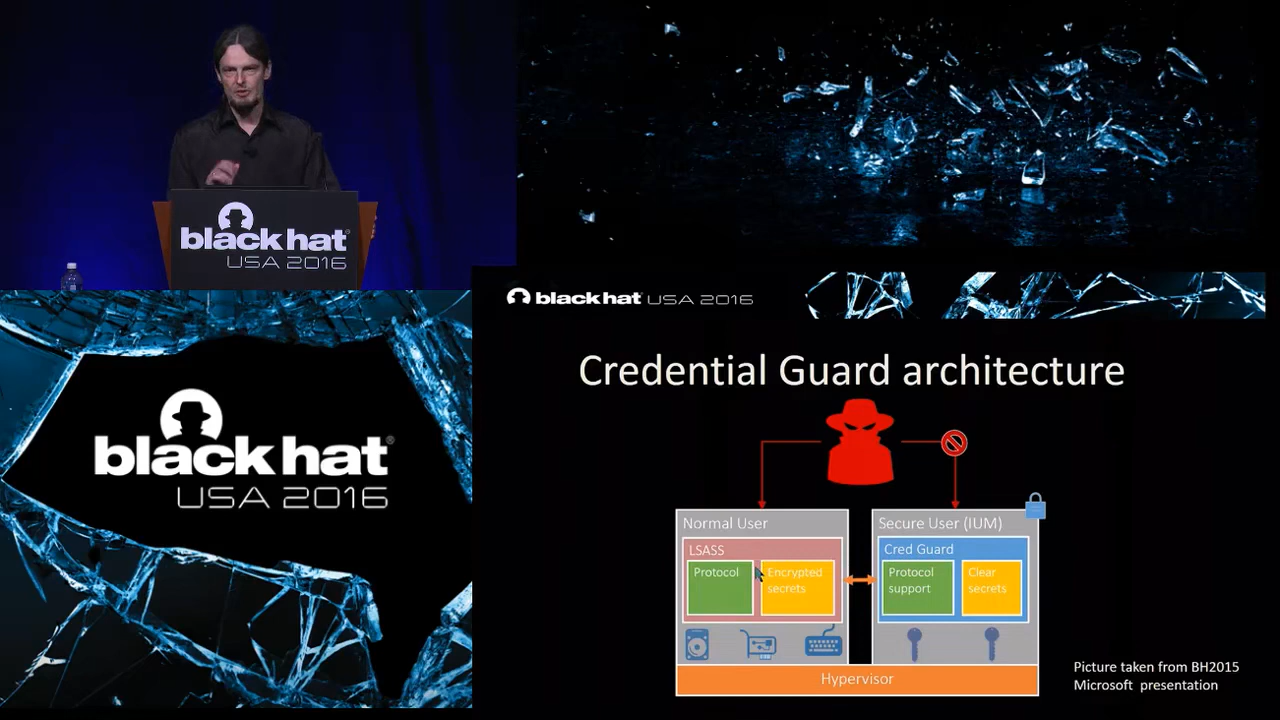 black hat
USA 2016
black hat
USA 2016
black hat USA 2016
Credential Guard architecture
Normal User
LSASS
Protocol
Encrypted
secrets
Secure User (IUM)
Cred Guard
Protocol
support
Clear
secrets
Hypervisor
Picture taken from BH2015
Microsoft presentation